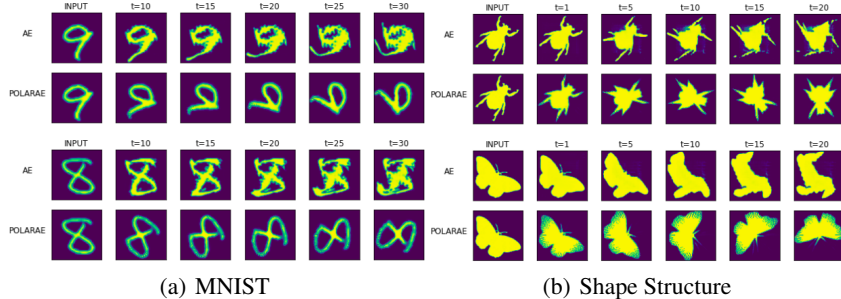 INPUT t=10 t=15 t=20 t=25 t=30
AE
POLARAE
INPUT t=10 t=15 t=20 t=25 t=30
AE
POLARAE
(a) MNIST
INPUT t=1 t=5 t=10 t=15 t=20
AE
POLARAE
INPUT t=1 t=5 t=10 t=15 t=20
AE
POLARAE
(b) Shape Structure